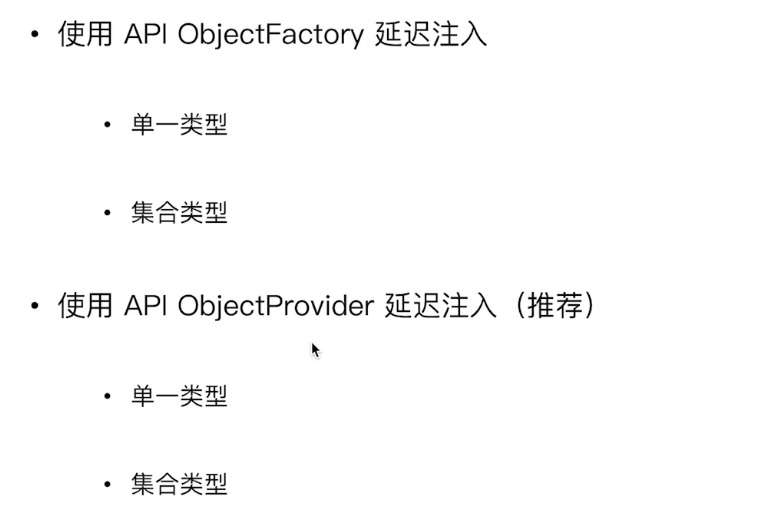 • 使用 API ObjectFactory 延迟注入
• 单一类型
• 集合类型
• 使用 API ObjectProvider 延迟注入（推荐）
• 单一类型
• 集合类型